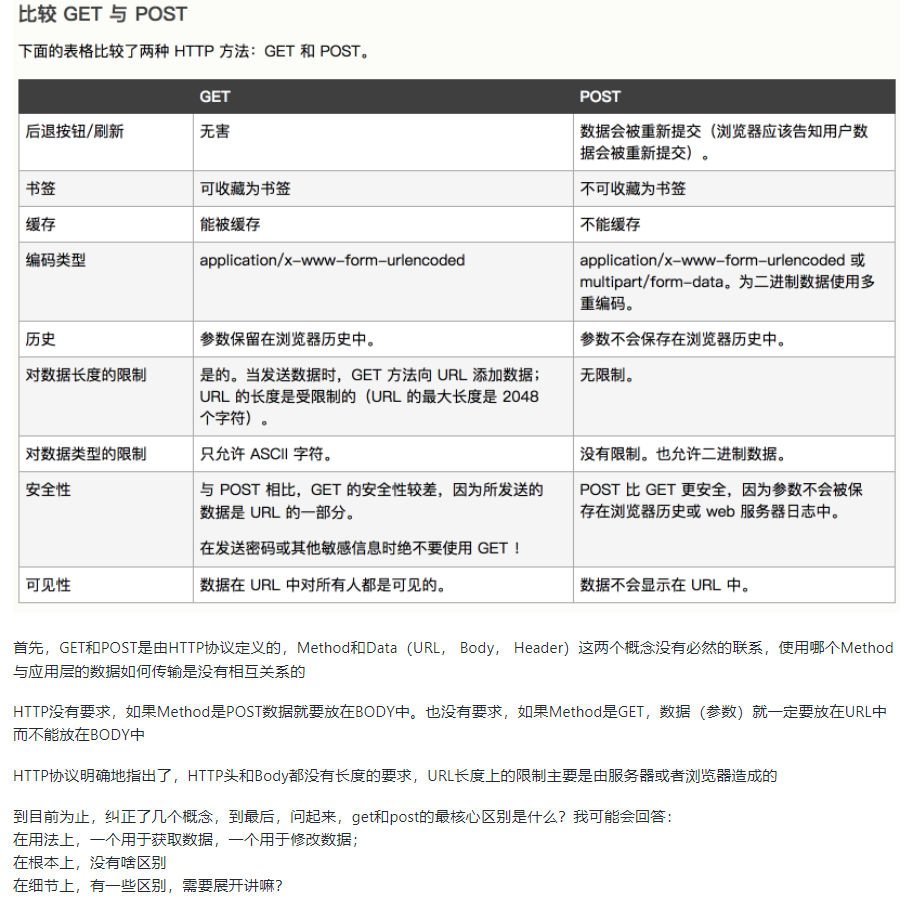 比较 GET 与 POST
下面的表格比较了两种 HTTP 方法：GET 和 POST。
GET POST
后退按钮/刷新 无害 数据会被重新提交（浏览器应该告知用户数
据会被重新提交）。
书签 可收藏为书签 不可收藏为书签
缓存 能被缓存 不能缓存
编码类型 application/x-www-form-urlencoded application/x-www-form-urlencoded 或
multipart/form-data。为二进制数据使用多
重编码。
历史 参数保留在浏览器历史中。 参数不会保存在浏览器历史中。
对数据长度的限制 是的。当发送数据时，GET 方法向 URL 添加数据； 无限制。
URL 的长度是受限制的（URL 的最大长度是 2048
个字符）。
对数据类型的限制 只允许 ASCII 字符。 没有限制。也允许二进制数据。
安全性 与 POST 相比，GET 的安全性较差，因为所发送的 POST 比 GET 更安全，因为参数不会被保
数据是 URL 的一部分。 存在浏览器历史或 web 服务器日志中。
在发送密码或其他敏感信息时绝不要使用 GET ！
可见性 数据在 URL 中对所有人都是可见的。 数据不会显示在 URL 中。
首先，GET和POST是由HTTP协议定义的，Method和Data（URL， Body， Header）这两个概念没有必然的联系，使用哪个Method
与应用层的数据如何传输是没有相互关系的
HTTP没有要求，如果Method是POST数据就要放在BODY中。也没有要求，如果Method是GET，数据（参数）就一定要放在URL中
而不能放在BODY中
HTTP协议明确地指出了，HTTP头和Body都没有长度的要求，URL长度上的限制主要是由服务器或者浏览器造成的
到目前为止，纠正了几个概念，到最后，问起来，get和post的最核心区别是什么？我可能会回答：
在用法上，一个用于获取数据，一个用于修改数据；
在根本上，没有啥区别
在细节上，有一些区别，需要展开讲嘛？